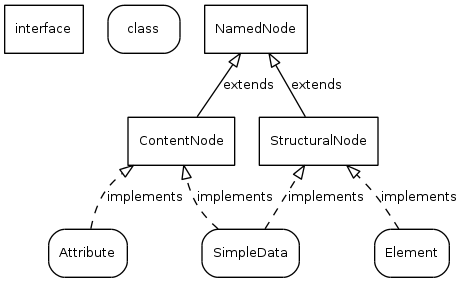 interface
class
NamedNode
extends
extends
ContentNode
StructuralNode
implements
implements
implements
implements
Attribute
SimpleData
Element